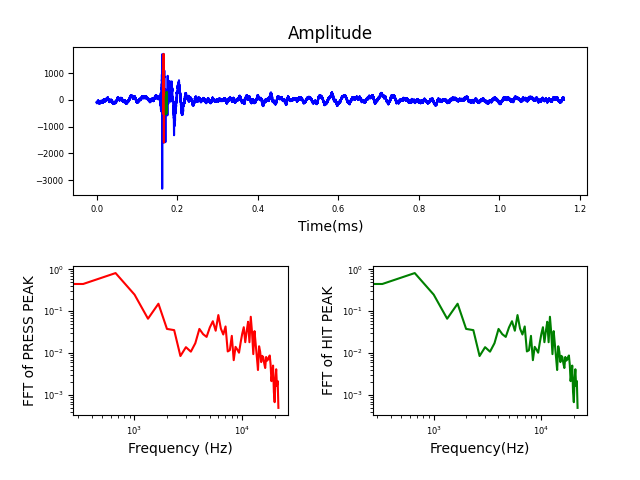 Amplitude
1000
0
−1000
−2000
−3000
0.0 0.2 0.4 0.6 0.8 1.0 1.2
Time(ms)
FFT of PRESS PEAK
10⁰
10⁻¹
10⁻²
10⁻³
10³ 10⁴
Frequency (Hz)
FFT of HIT PEAK
10⁰
10⁻¹
10⁻²
10⁻³
10³ 10⁴
Frequency(Hz)